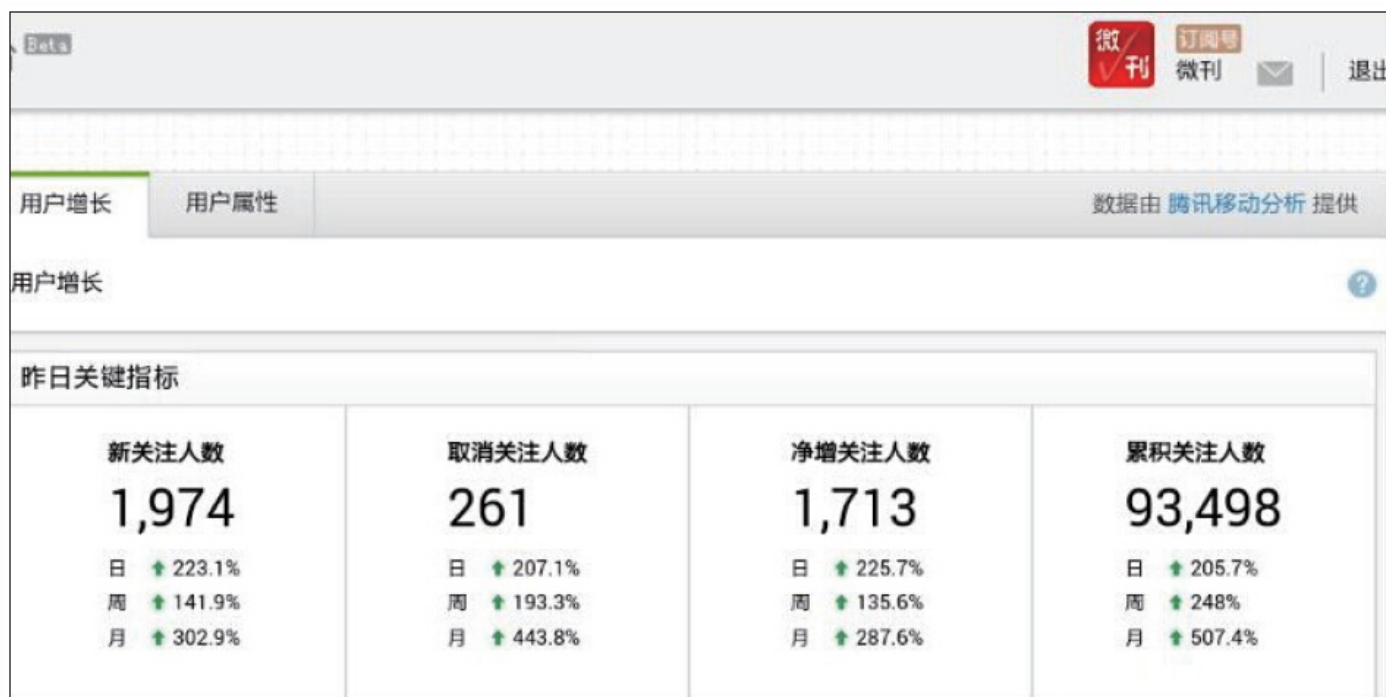 Beta
微刊
订阅号
微刊
退出
用户增长 用户属性 数据由 腾讯移动分析 提供
用户增长
?
昨日关键指标
新关注人数 取消关注人数 净增关注人数 累积关注人数
1,974 261 1,713 93,498
日 223.1% 日 207.1% 日 225.7% 日 205.7%
周 141.9% 周 193.3% 周 135.6% 周 248%
月 302.9% 月 443.8% 月 287.6% 月 507.4%